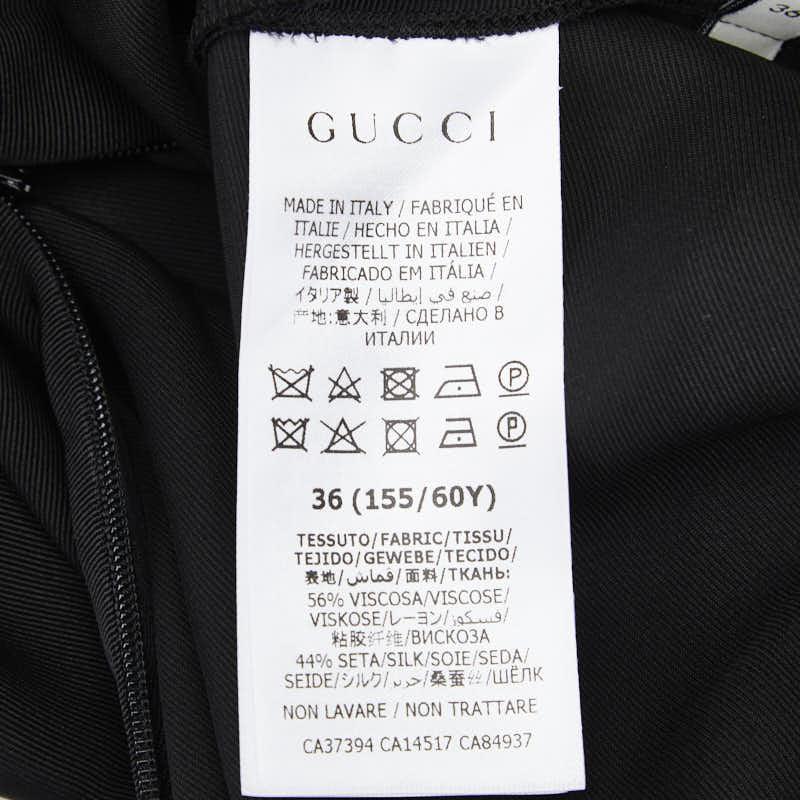 36
GUCCI
MADE IN ITALY / FABRIQUÉ EN
ITALIE / HECHO EN ITALIA /
HERGESTELLT IN ITALIEN /
FABRICADO EM ITÁLIA /
イタリア製 / صنع في إيطاليا /
产地:意大利 / СДЕЛАНО В
ИТАЛИИ
P
P
36 (155/60Y)
TESSUTO/FABRIC/TISSU/
TEJIDO/GEWEBE/TECIDO/
表地/قماش/面料/ТКАНЬ:
56% VISCOSA/VISCOSE/
VISKOSE/レーヨン/فسكوز/
粘胶纤维/ВИСКОЗА
44% SETA/SILK/SOIE/SEDA/
SEIDE/シルク/حرير/桑蚕丝/ШЁЛК
NON LAVARE / NON TRATTARE
CA37394 CA14517 CA84937